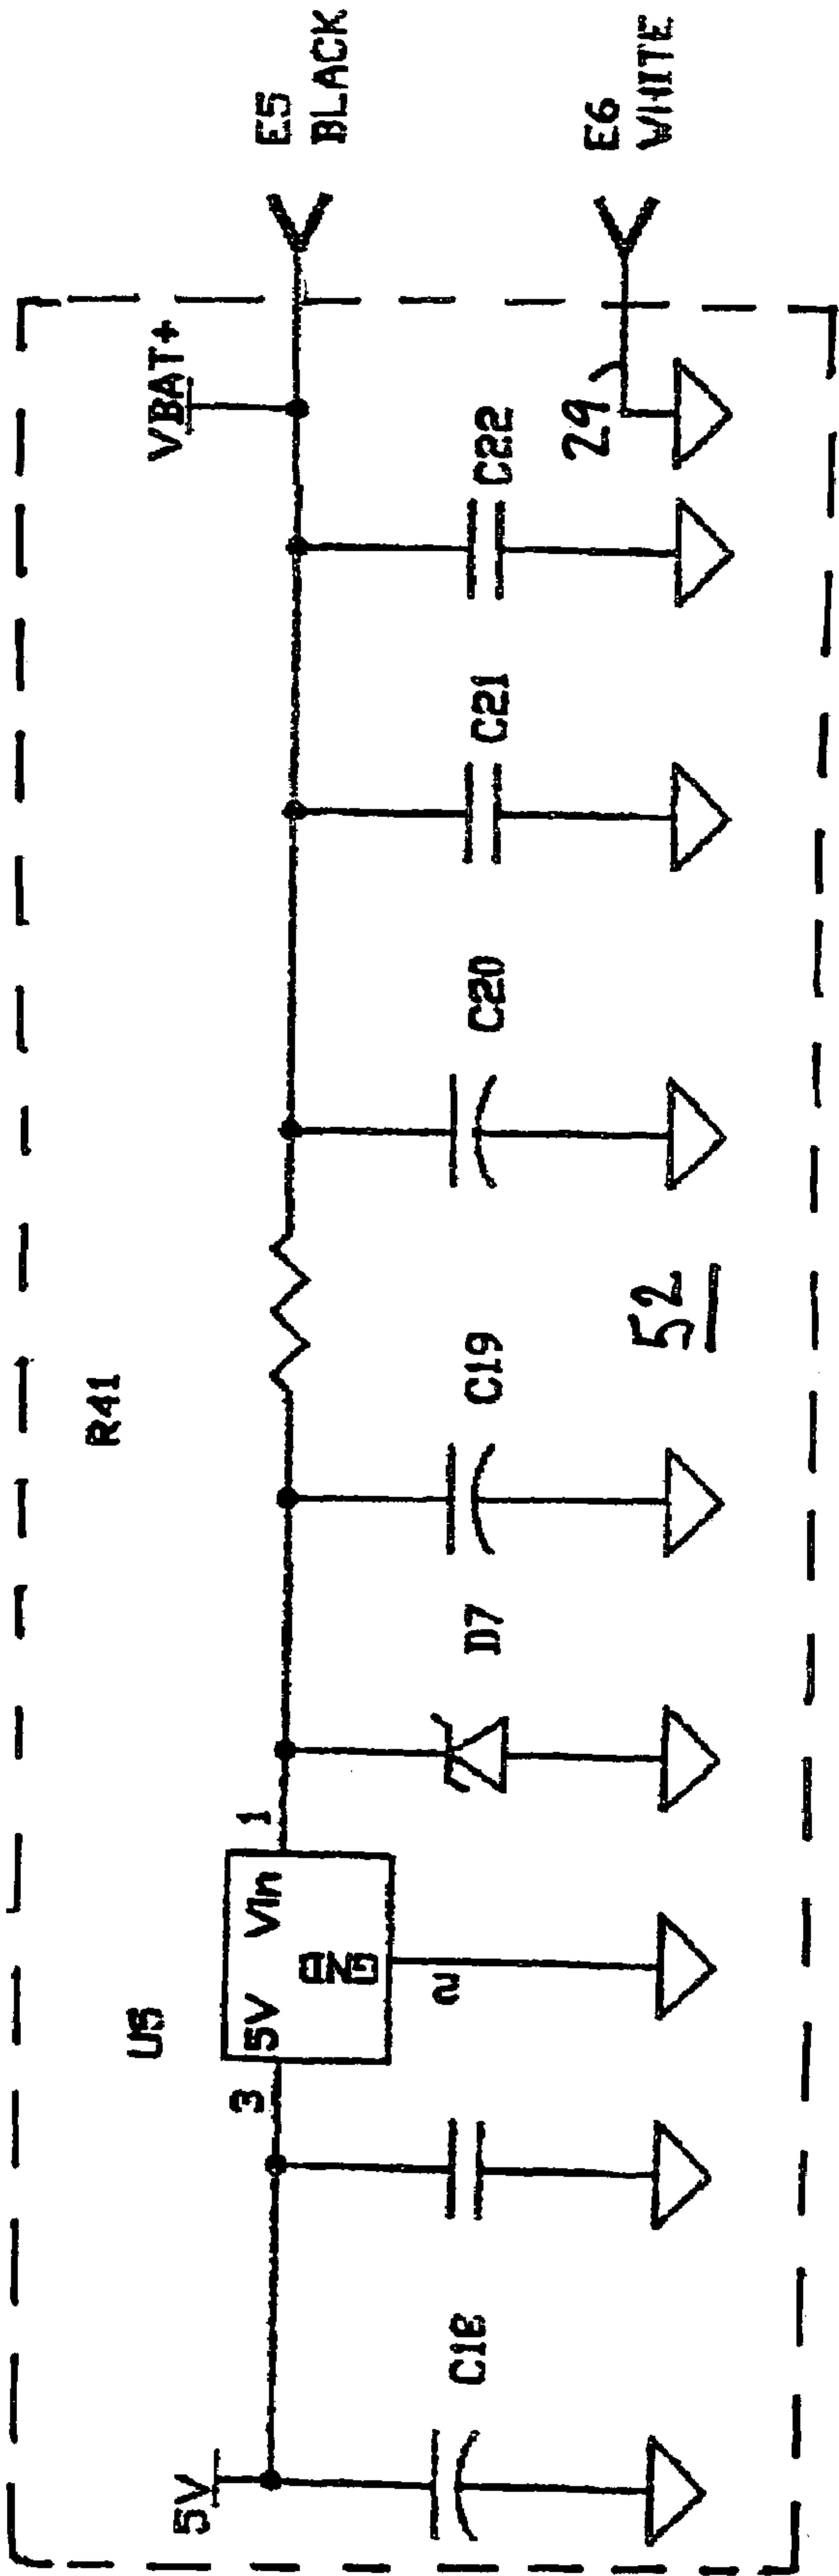 R41
U5
VBAT+
E5
BLACK
5V
3
5V
VIn
1
GND
2
C18
D7
C19
C20
C21
C22
29
E6
WHITE
52